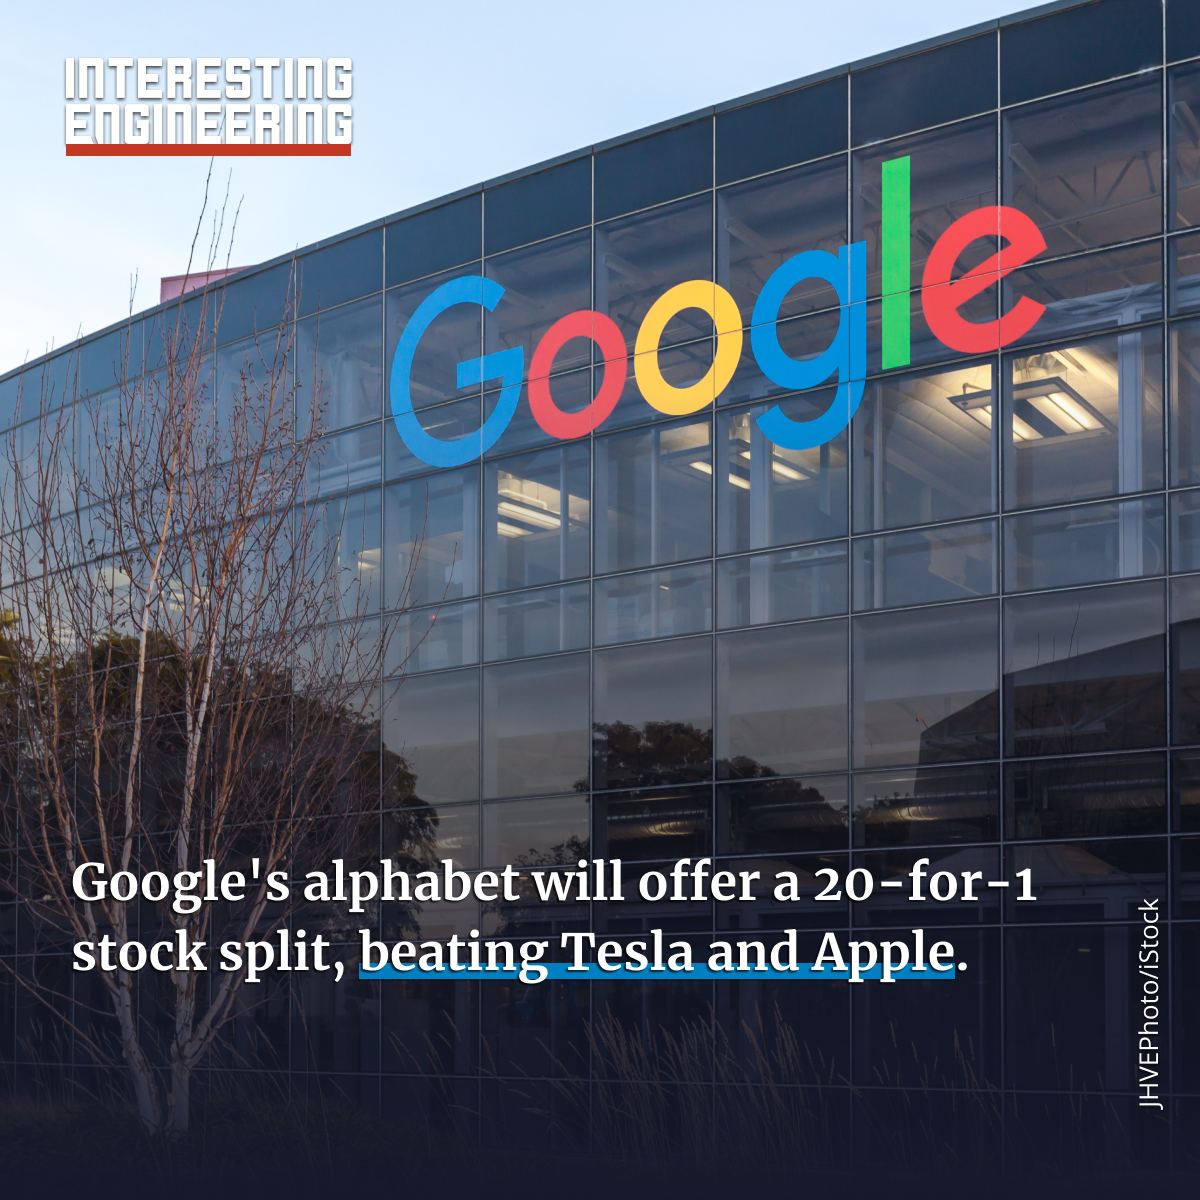 INTERESTING
ENGINEERING
Google
Google's alphabet will offer a 20-for-1
stock split, beating Tesla and Apple.
JHVEPhoto/iStock